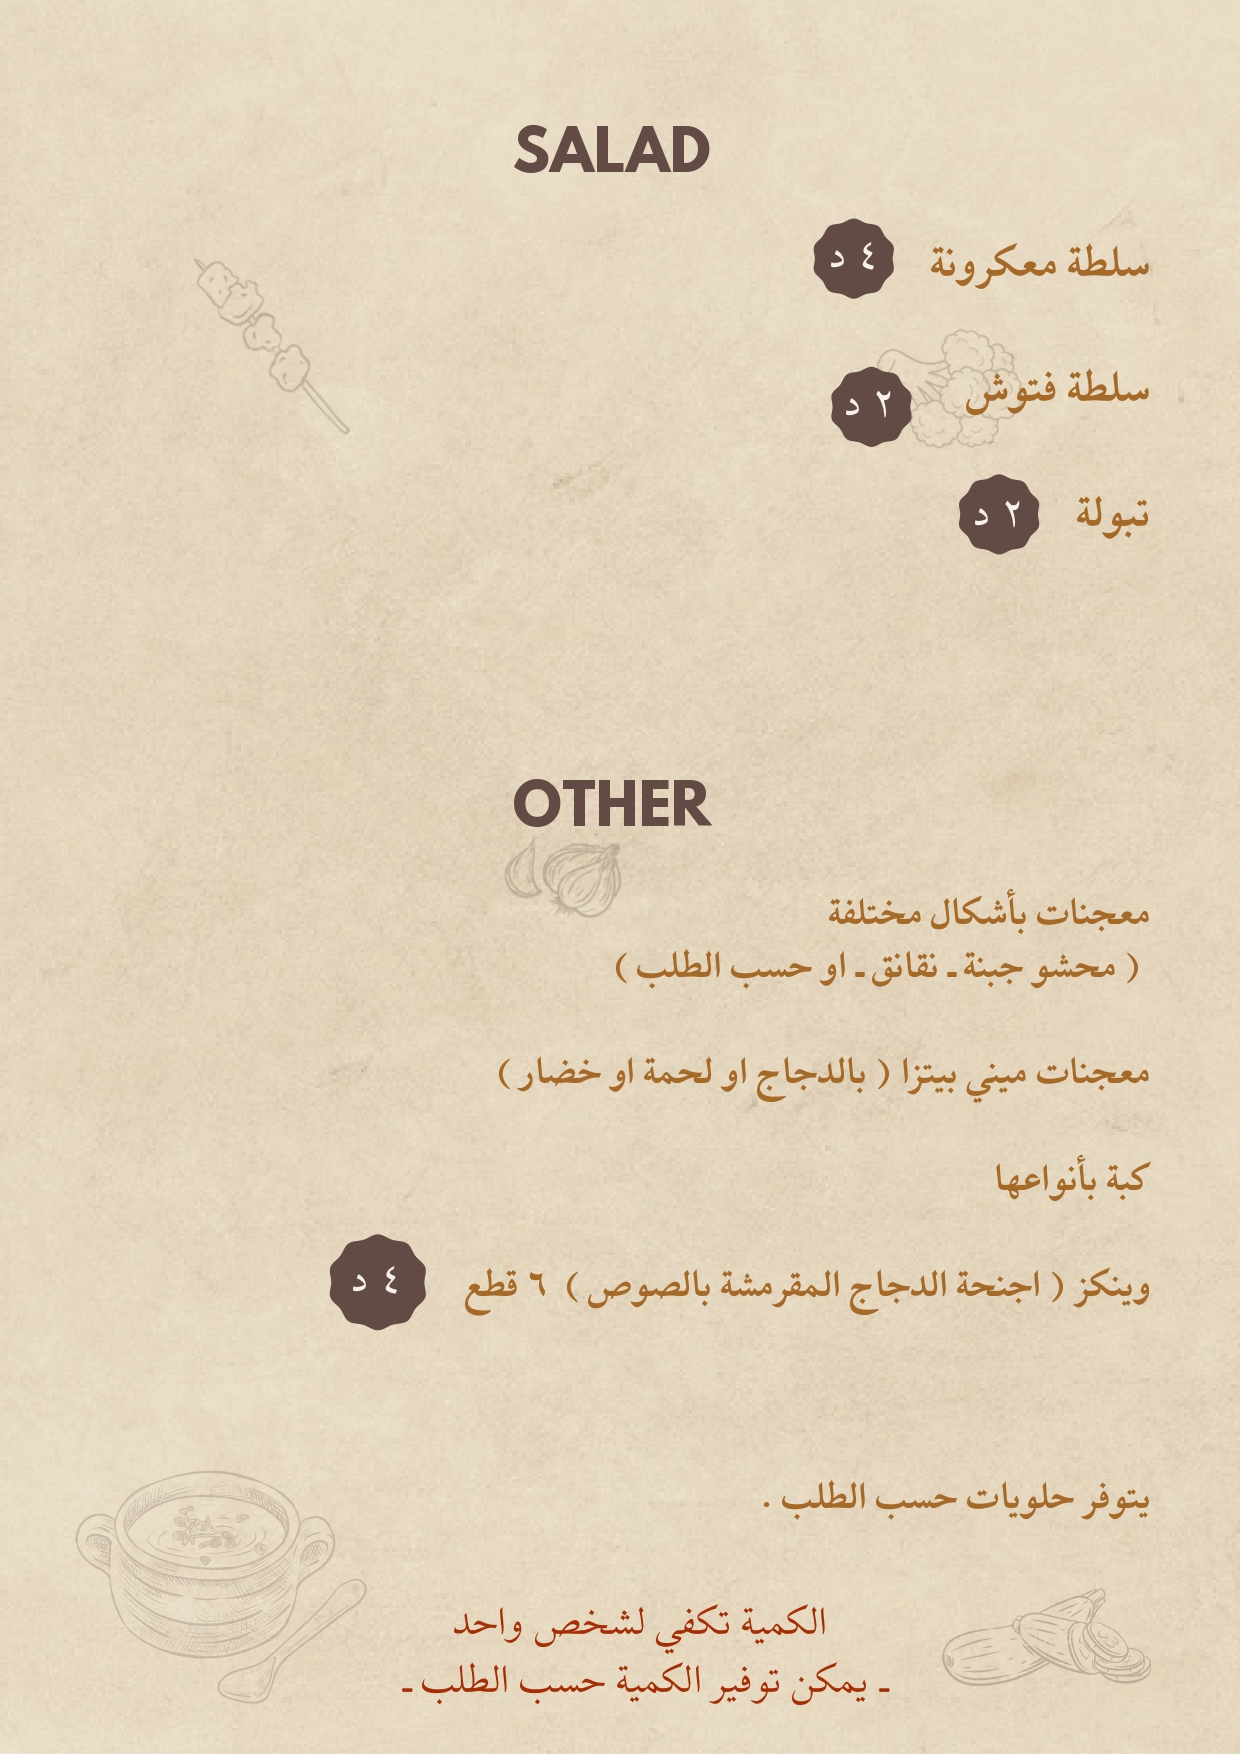 SALAD
سلطة معكرونة ٤ د
سلطة فتوش ٢ د
تبولة ٢ د
OTHER
معجنات بأشكال مختلفة
( محشو جبنة - نقانق - او حسب الطلب )
معجنات ميني بيتزا ( بالدجاج او لحمة او خضار )
كبة بأنواعها
وينكز ( اجنحة الدجاج المقرمشة بالصوص ) ٦ قطع ٤ د
يتوفر حلويات حسب الطلب .
الكمية تكفي لشخص واحد
- يمكن توفير الكمية حسب الطلب -